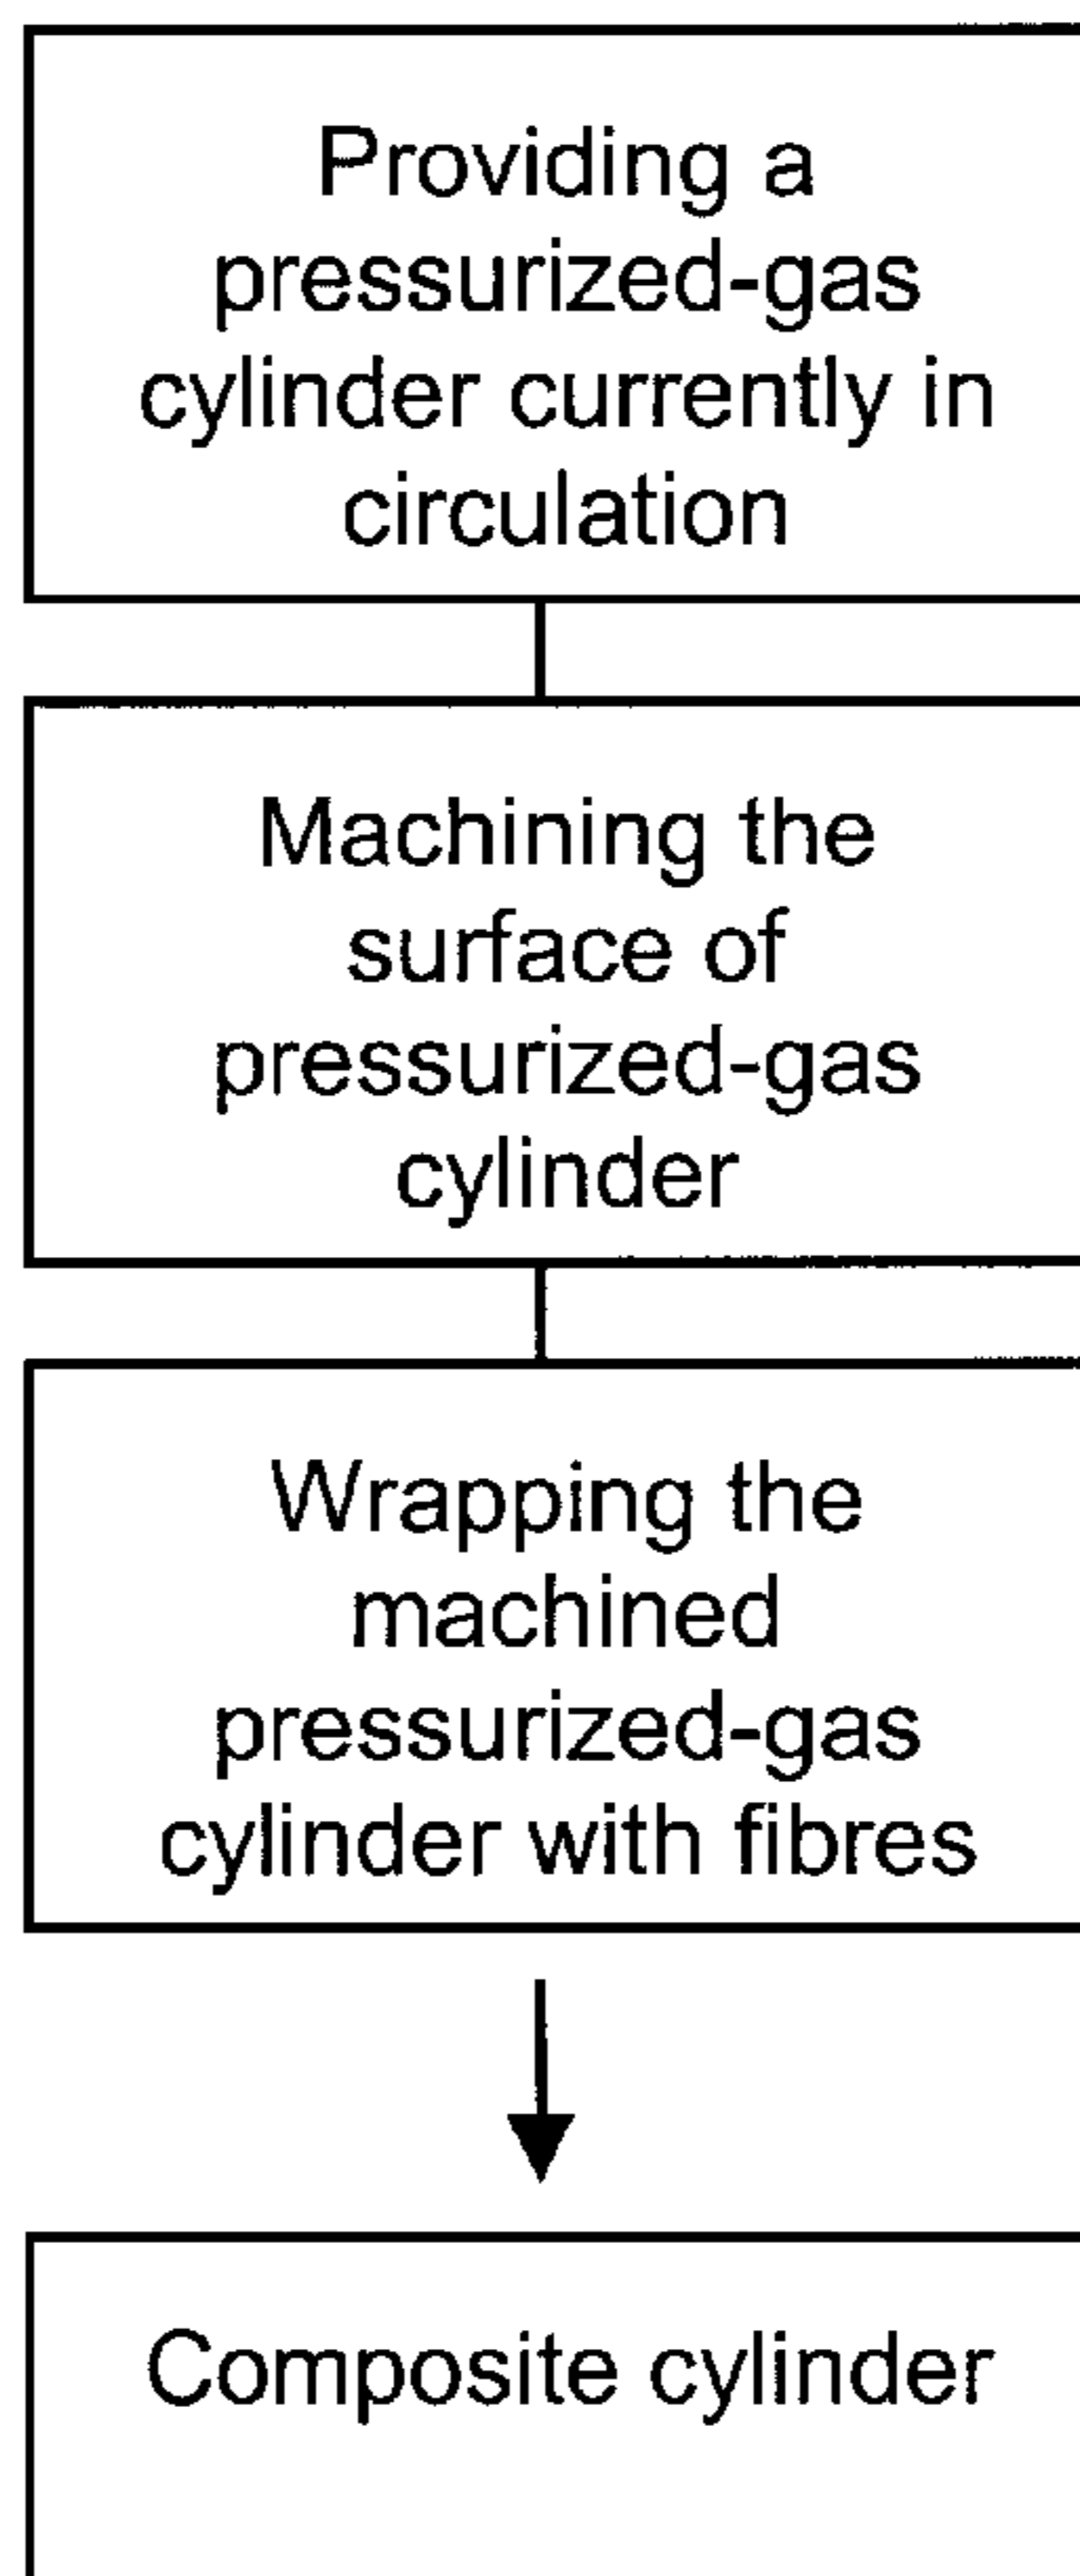 Providing a
pressurized-gas
cylinder currently in
circulation
Machining the
surface of
pressurized-gas
cylinder
Wrapping the
machined
pressurized-gas
cylinder with fibres
Composite cylinder